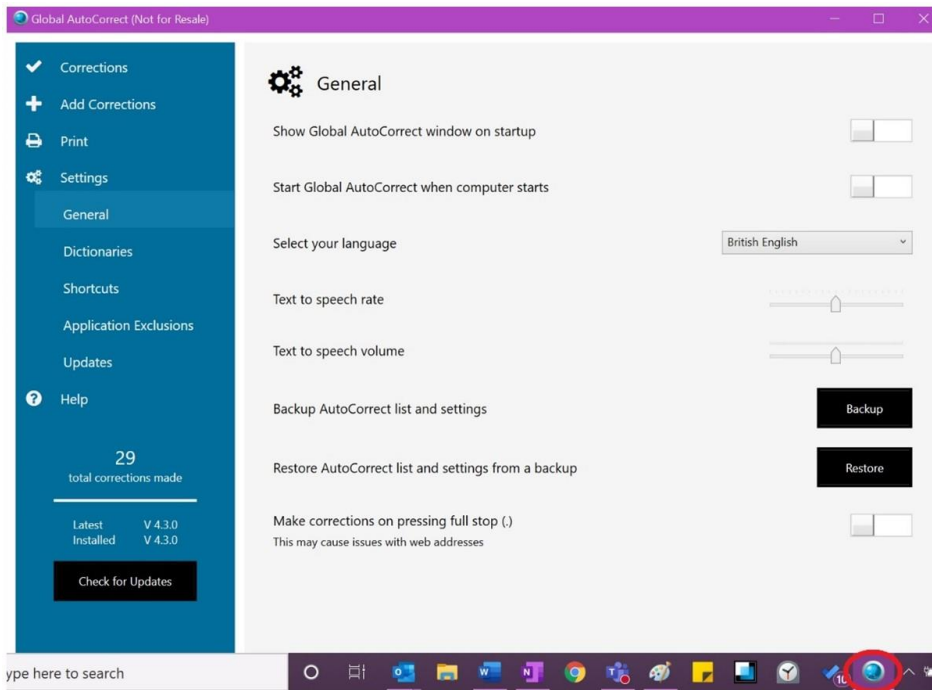 Global AutoCorrect (Not for Resale)
Corrections
Add Corrections
Print
Settings
General
Dictionaries
Shortcuts
Application Exclusions
Updates
Help
29
total corrections made
Latest V 4.3.0
Installed V 4.3.0
Check for Updates
General
Show Global AutoCorrect window on startup
Start Global AutoCorrect when computer starts
Select your language British English
Text to speech rate
Text to speech volume
Backup AutoCorrect list and settings Backup
Restore AutoCorrect list and settings from a backup Restore
Make corrections on pressing full stop (.)
This may cause issues with web addresses
ype here to search
10